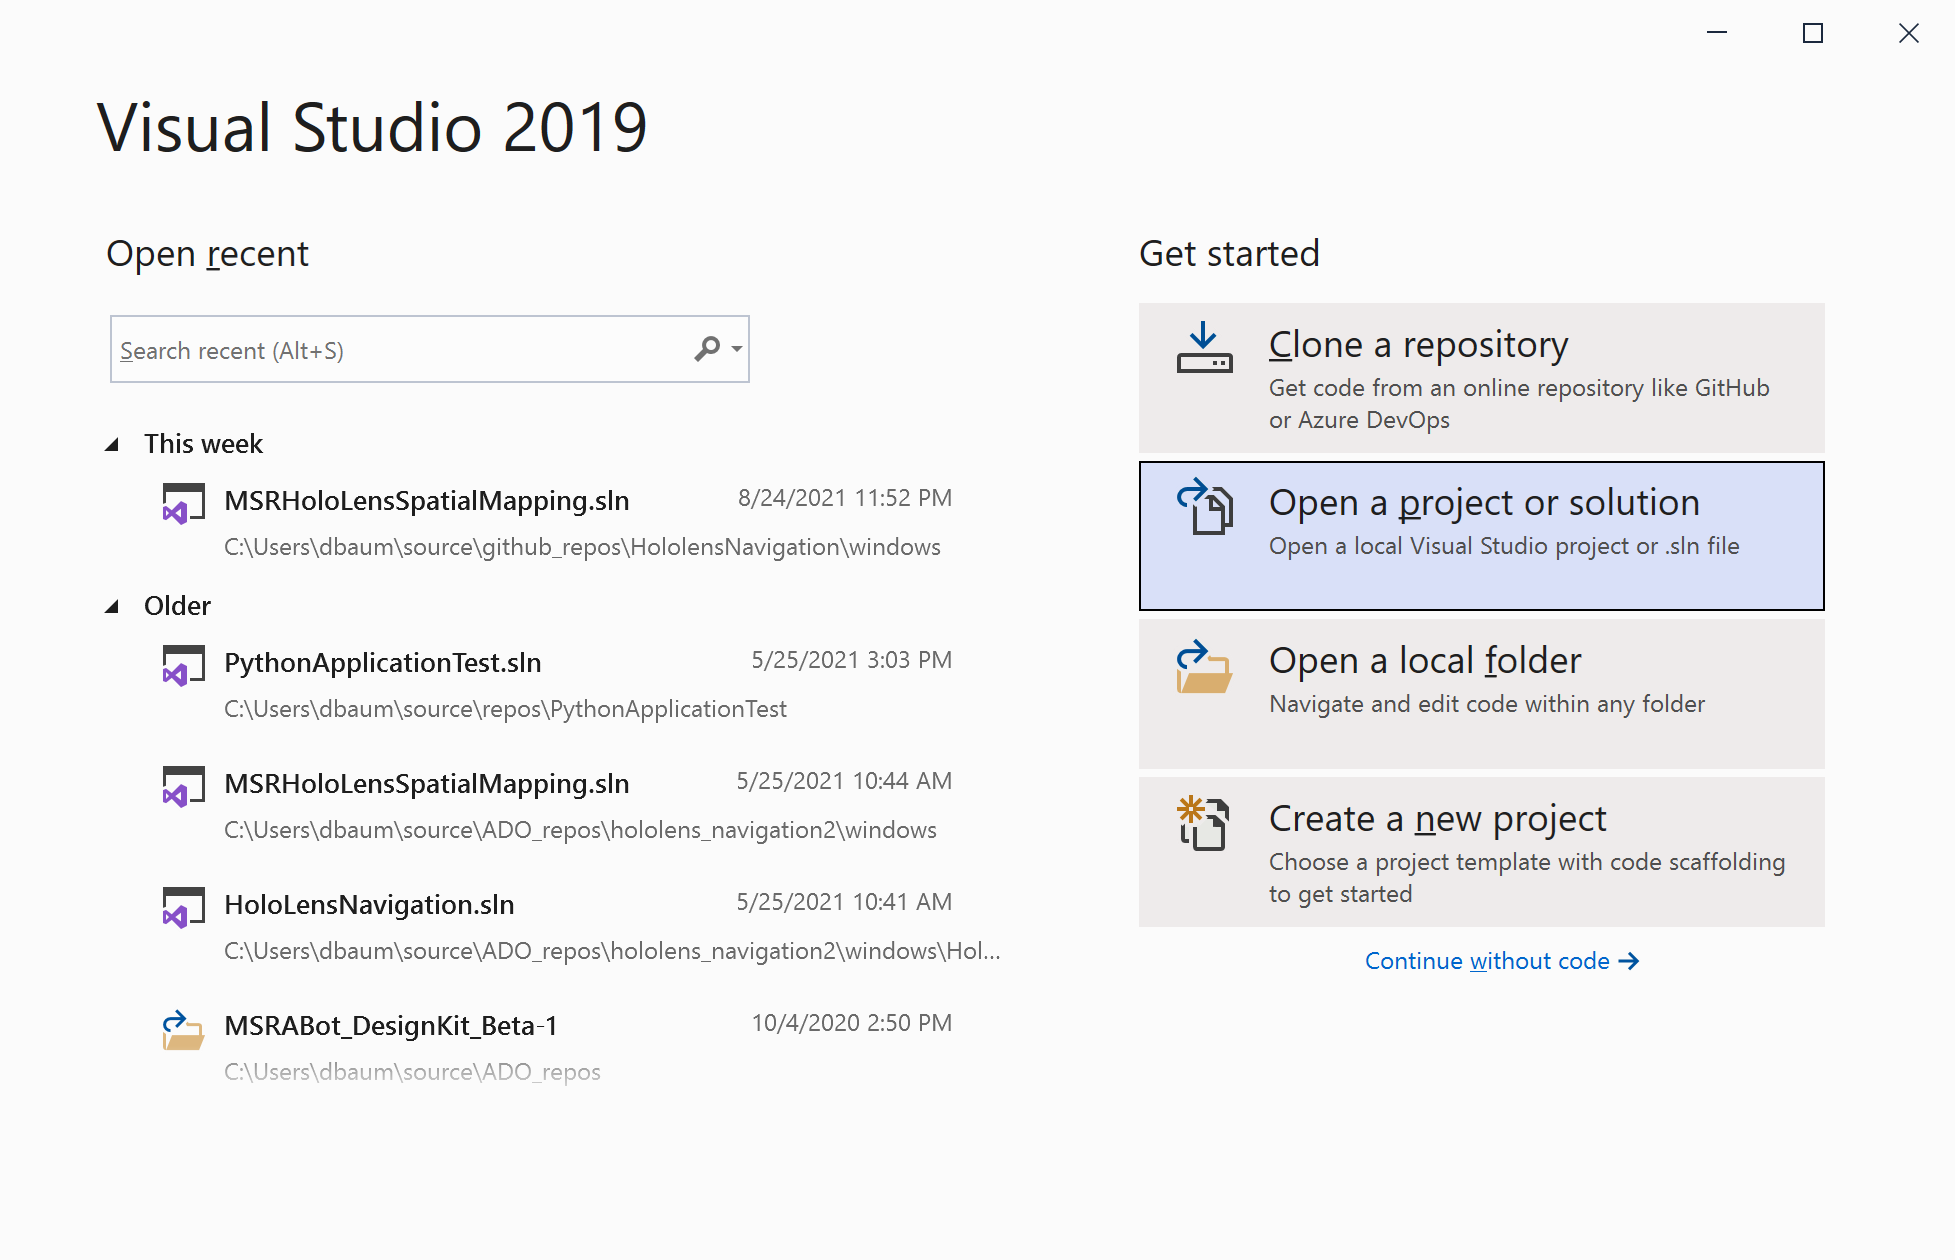 Visual Studio 2019
Open recent
Search recent (Alt+S)
This week
MSRHoloLensSpatialMapping.sln 8/24/2021 11:52 PM
C:\Users\dbaum\source\github_repos\HololensNavigation\windows
Older
PythonApplicationTest.sln 5/25/2021 3:03 PM
C:\Users\dbaum\source\repos\PythonApplicationTest
MSRHoloLensSpatialMapping.sln 5/25/2021 10:44 AM
C:\Users\dbaum\source\ADO_repos\hololens_navigation2\windows
HoloLensNavigation.sln 5/25/2021 10:41 AM
C:\Users\dbaum\source\ADO_repos\hololens_navigation2\windows\Hol...
MSRABot_DesignKit_Beta-1 10/4/2020 2:50 PM
C:\Users\dbaum\source\ADO_repos
Get started
Clone a repository
Get code from an online repository like GitHub
or Azure DevOps
Open a project or solution
Open a local Visual Studio project or .sln file
Open a local folder
Navigate and edit code within any folder
Create a new project
Choose a project template with code scaffolding
to get started
Continue without code →